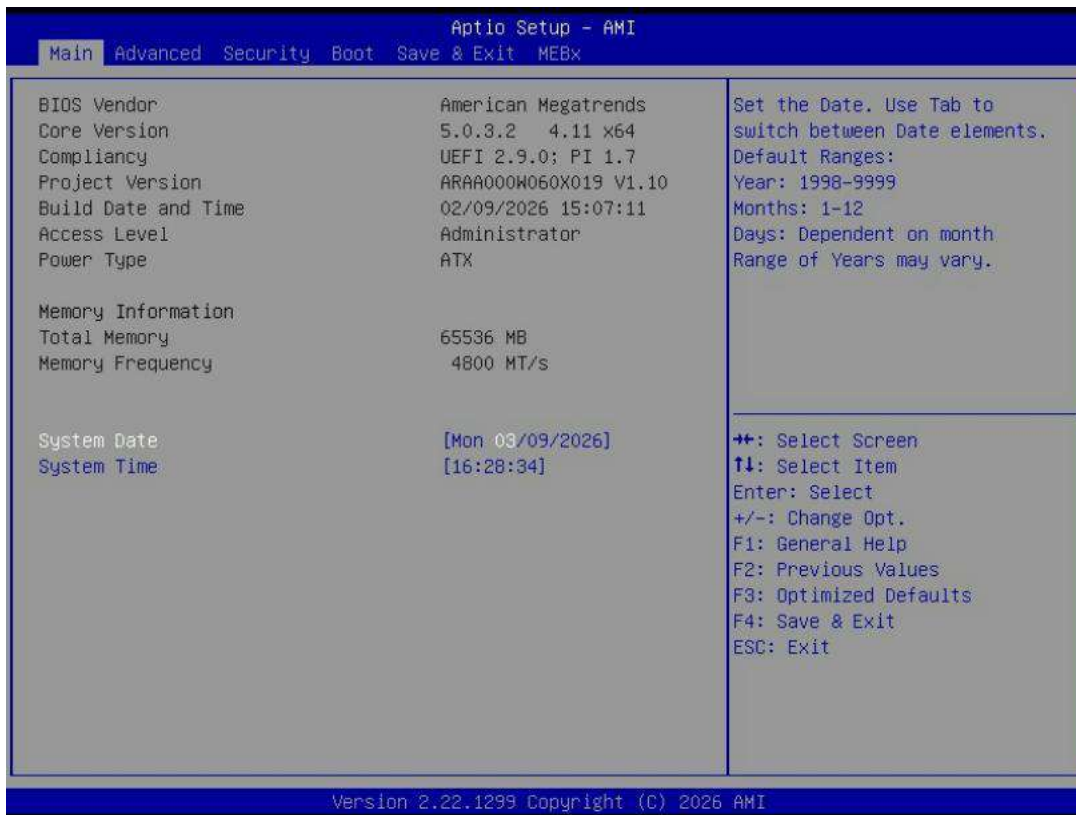 Aptio Setup - AMI
Main Advanced Security Boot Save & Exit MEBx
BIOS Vendor American Megatrends
Core Version 5.0.3.2 4.11 x64
Compliancy UEFI 2.9.0; PI 1.7
Project Version ARAA000W060X019 V1.10
Build Date and Time 02/09/2026 15:07:11
Access Level Administrator
Power Type ATX
Memory Information
Total Memory 65536 MB
Memory Frequency 4800 MT/s
System Date [Mon 03/09/2026]
System Time [16:28:34]
Set the Date. Use Tab to
switch between Date elements.
Default Ranges:
Year: 1998-9999
Months: 1-12
Days: Dependent on month
Range of Years may vary.
→←: Select Screen
↑↓: Select Item
Enter: Select
+/-: Change Opt.
F1: General Help
F2: Previous Values
F3: Optimized Defaults
F4: Save & Exit
ESC: Exit
Version 2.22.1299 Copyright (C) 2026 AMI